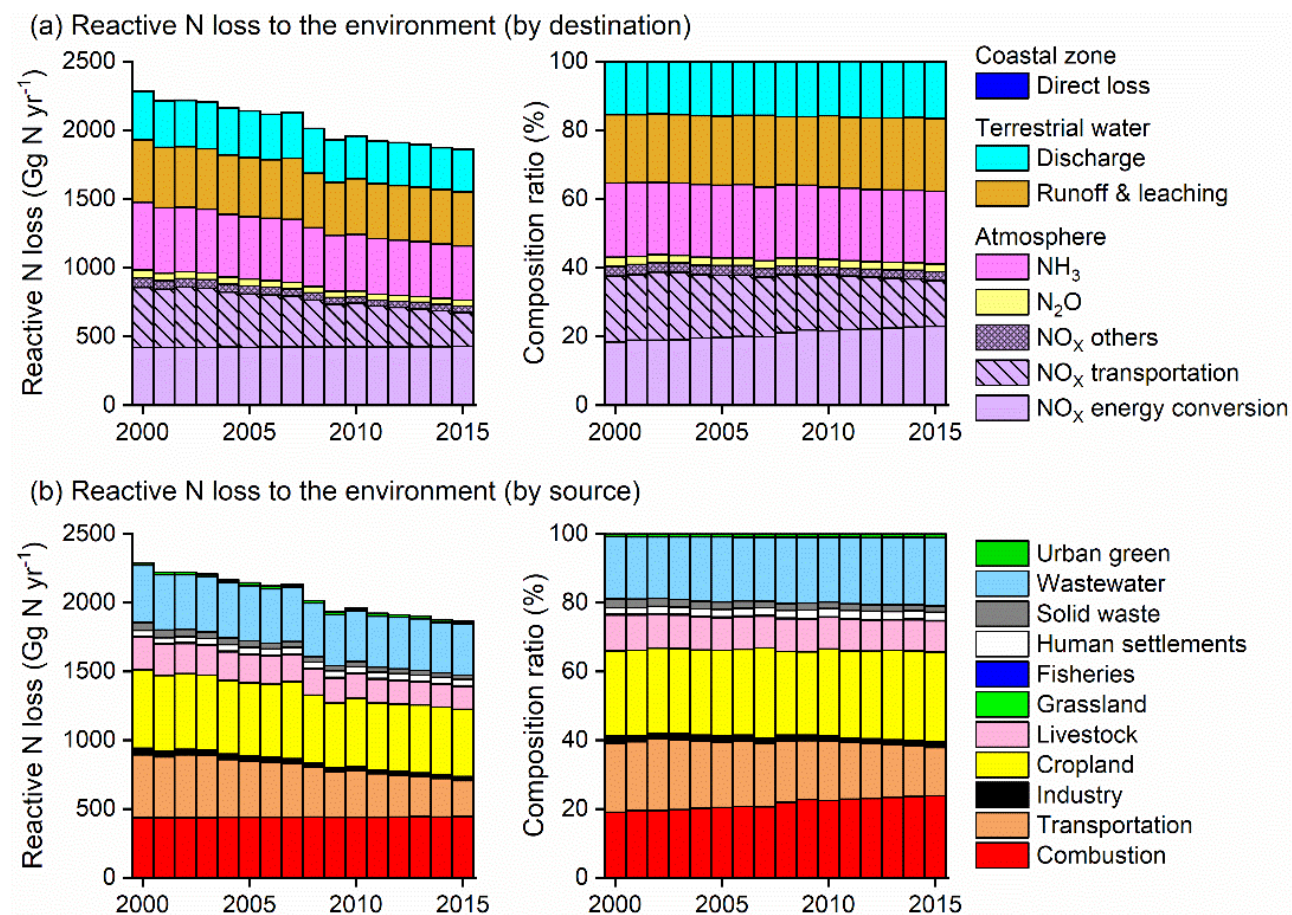 (a) Reactive N loss to the environment (by destination)
Reactive N loss (Gg N yr⁻¹)
2500
2000
1500
1000
500
0
2000 2005 2010 2015
Composition ratio (%)
100
80
60
40
20
0
2000 2005 2010 2015
Coastal zone
Direct loss
Terrestrial water
Discharge
Runoff & leaching
Atmosphere
NH₃
N₂O
NOₓ others
NOₓ transportation
NOₓ energy conversion
(b) Reactive N loss to the environment (by source)
Reactive N loss (Gg N yr⁻¹)
2500
2000
1500
1000
500
0
2000 2005 2010 2015
Composition ratio (%)
100
80
60
40
20
0
2000 2005 2010 2015
Urban green
Wastewater
Solid waste
Human settlements
Fisheries
Grassland
Livestock
Cropland
Industry
Transportation
Combustion